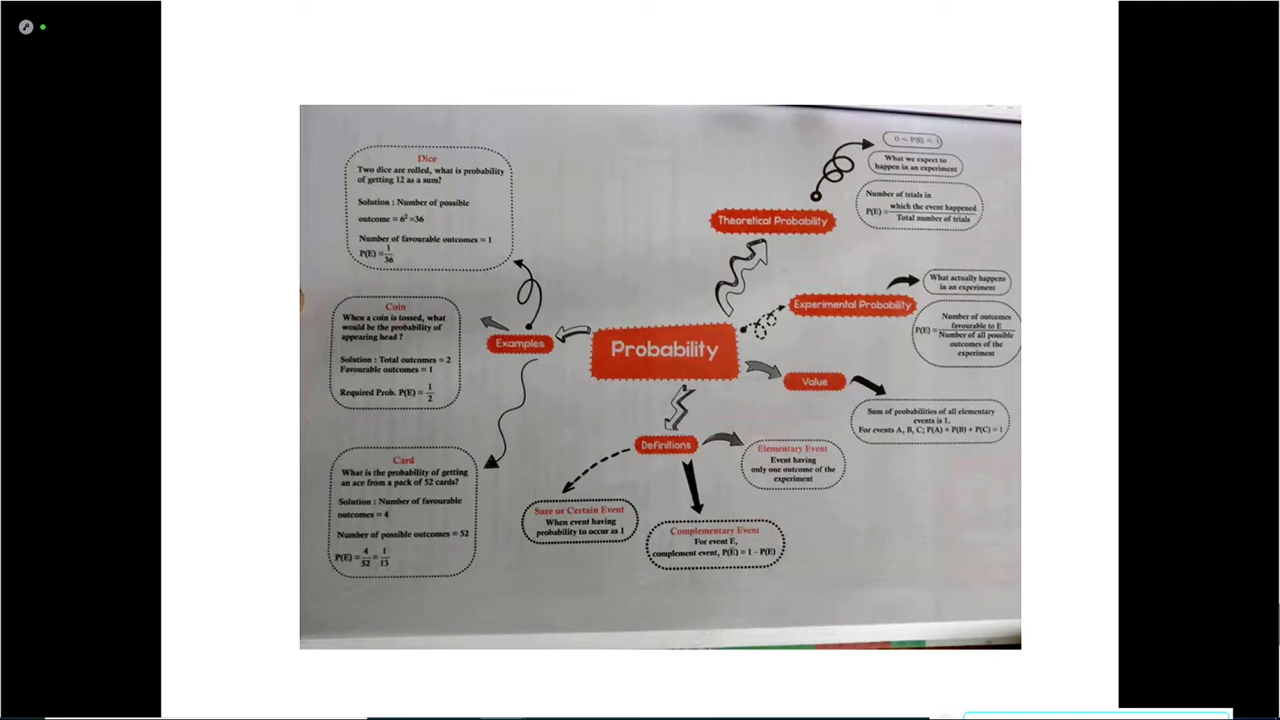 Probability
Theoretical Probability
0 < P(E) < 1
What we expect to
happen in an experiment
Number of trials in
P(E) = which the event happened
Total number of trials
Experimental Probability
What actually happens
in an experiment
Number of outcomes
favourable to E
P(E) = Number of all possible
outcomes of the
experiment
Value
Sum of probabilities of all elementary
events is 1.
For events A, B, C; P(A) + P(B) + P(C) = 1
Definitions
Elementary Event
Event having
only one outcome of the
experiment
Complementary Event
For event E,
complement event, P(Ē) = 1 – P(E)
Sure or Certain Event
When event having
probability to occur as 1
Examples
Dice
Two dice are rolled, what is probability
of getting 12 as a sum?
Solution : Number of possible
outcome = 6² =36
Number of favourable outcomes = 1
P(E) = 1
36
Coin
When a coin is tossed, what
would be the probability of
appearing head ?
Solution : Total outcomes = 2
Favourable outcomes = 1
Required Prob. P(E) = 1
2
Card
What is the probability of getting
an ace from a pack of 52 cards?
Solution : Number of favourable
outcomes = 4
Number of possible outcomes = 52
P(E) = 4 = 1
52 13